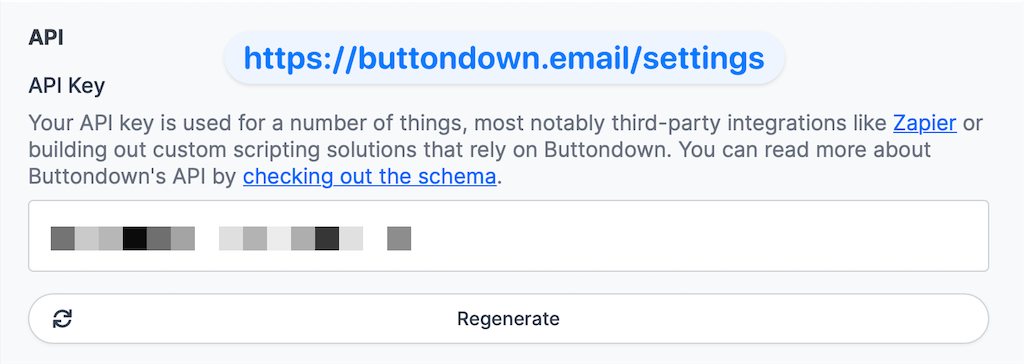 API
https://buttondown.email/settings
API Key
Your API key is used for a number of things, most notably third-party integrations like Zapier or
building out custom scripting solutions that rely on Buttondown. You can read more about
Buttondown's API by checking out the schema.
Regenerate